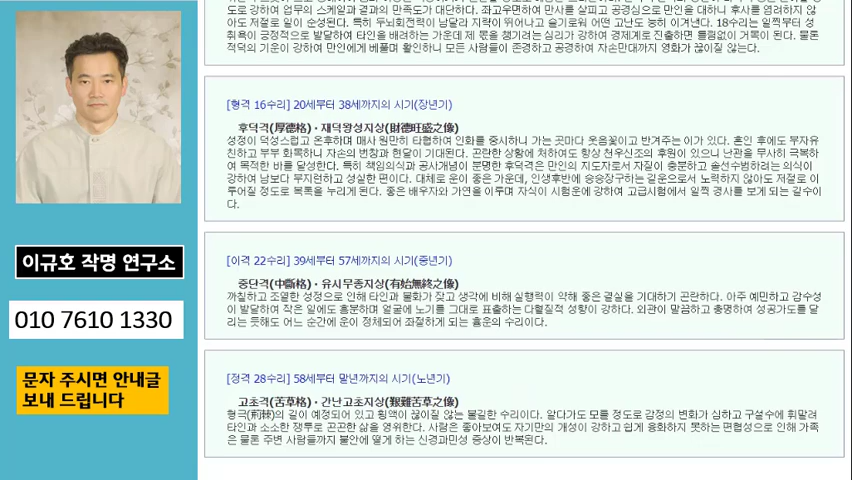 도로 강하여 업무의 스케일과 결과의 만족도가 대단하다. 좌고우면하여 만사를 살피고 공경심으로 만인을 대하니 후사를 염려하지 않
아도 저절로 일이 순성된다. 특히 두뇌회전이 남달라 지략이 뛰어나고 슬기로워 어떤 고난도 능히 이겨낸다. 18수리는 일찍부터 성
취욕이 긍정적으로 발달하여 타인을 배려하는 가운데 제 몫을 챙기려는 심리가 강하여 경제계로 진출하면 틀림없이 거목이 된다. 물론
적덕의 기운이 강하여 만인에게 베풀며 활인하니 모든 사람들이 존경하고 공경하여 자손만대까지 영화가 끊이질 않는다.
[형격 16수리] 20세부터 38세까지의 시기(장년기)
후덕격(厚德格)·재덕왕성지상(財德旺盛之像)
성정이 덕성스럽고 온후하며 매사 원만히 타협하여 인화를 중시하니 가는 곳마다 웃음꽃이고 반겨주는 이가 있다. 혼인 후에도 무자유
친하고 부부 화목하니 자손의 번창과 현달이 기대된다. 곤란한 상황에 처하여도 항상 천우신조의 후원이 있으니 난관을 무사히 극복하
여 목적한 바를 달성한다. 특히 책임의식과 공사개념이 분명한 후덕격은 만인의 지도자로서 자질이 충분하고 솔선수범하려는 의식이
강하여 남보다 부지런하고 성실한 편이다. 대체로 운이 좋은 가운데, 인생후반에 승승장구하는 길운으로서 노력하지 않아도 저절로 이
루어질 정도로 복록을 누리게 된다. 좋은 배우자와 가연을 이루며 자식이 시험운에 강하여 고급시험에서 일찍 경사를 보게 되는 길수이
다.
[이격 22수리] 39세부터 57세까지의 시기(중년기)
중단격(中斷格)·유시무종지상(有始無終之像)
까칠하고 조열한 성정으로 인해 타인과 불화가 잦고 생각에 비해 실행력이 약해 좋은 결실을 기대하기 곤란하다. 아주 예민하고 감수성
이 발달하여 작은 일에도 흥분하며 얼굴에 노기를 그대로 표출하는 다혈질적 성향이 강하다. 외관이 말끔하고 총명하여 성공가도를 달
리는 듯해도 어느 순간에 운이 정체되어 좌절하게 되는 흉운의 수리이다.
[정격 28수리] 58세부터 말년까지의 시기(노년기)
고초격(苦草格)·간난고초지상(艱難苦草之像)
형극(荊棘)의 길이 예정되어 있고 횡액이 끊이질 않는 불길한 수리이다. 알다가도 모를 정도로 감정의 변화가 심하고 구설수에 휘말려
타인과 소소한 쟁투로 곤곤한 삶을 영위한다. 사람은 좋아보여도 자기만의 개성이 강하고 쉽게 융화하지 못하는 면협성으로 인해 가족
은 물론 주변 사람들까지 불안에 떨게 하는 신경과민성 증상이 반복된다.
이규호 작명 연구소
010 7610 1330
문자 주시면 안내글
보내 드립니다